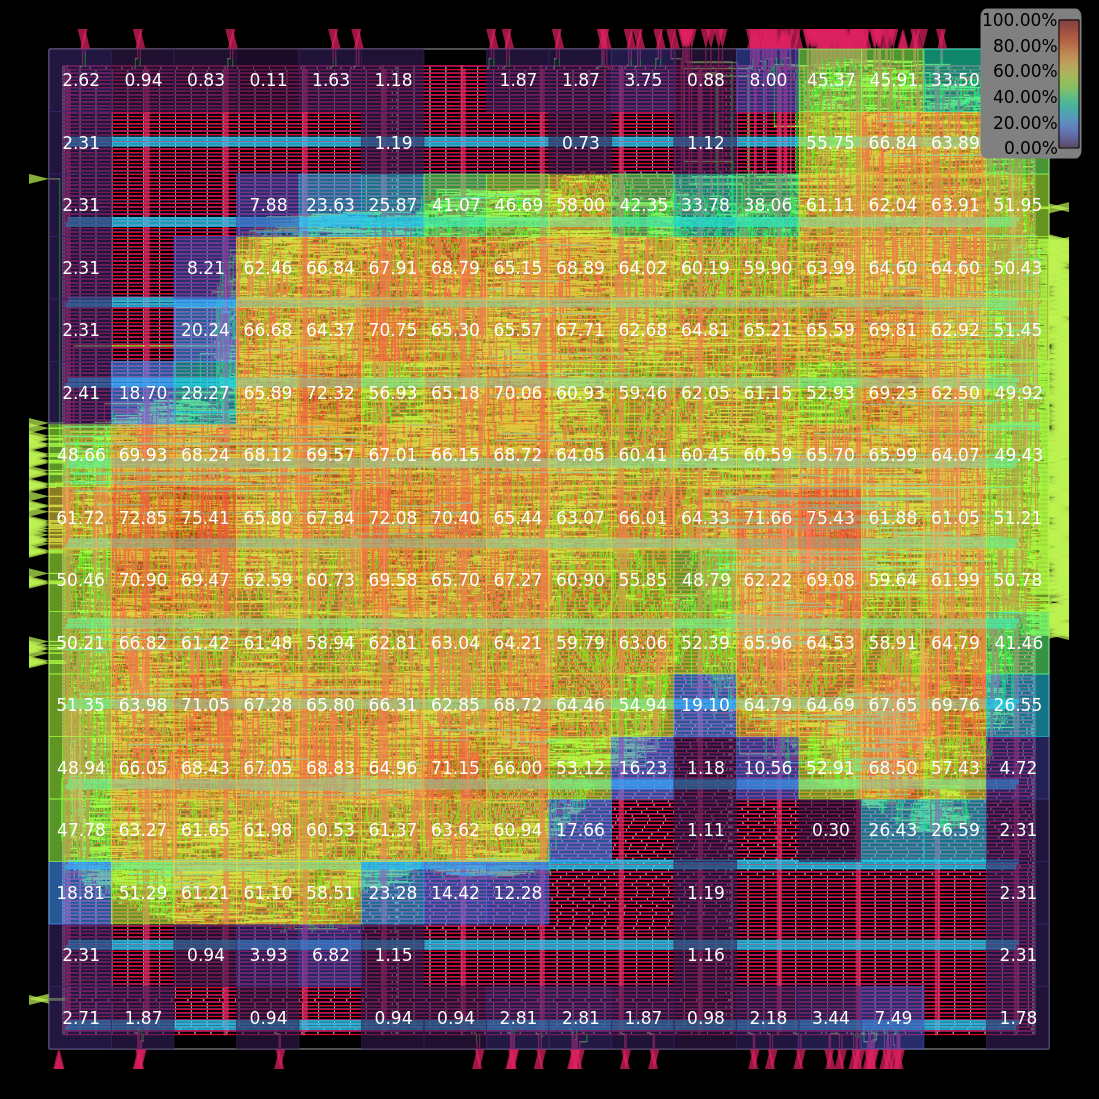 100.00%
80.00%
60.00%
40.00%
20.00%
0.00%
2.62 0.94 0.83 0.11 1.63 1.18 1.87 1.87 3.75 0.88 8.00 45.37 45.91 33.50
2.31 1.19 0.73 1.12 55.75 66.84 63.89
2.31 7.88 23.63 25.87 41.07 46.69 58.00 42.35 33.78 38.06 61.11 62.04 63.91 51.95
2.31 8.21 62.46 66.84 67.91 68.79 65.15 68.89 64.02 60.19 59.90 63.99 64.60 64.60 50.43
2.31 20.24 66.68 64.37 70.75 65.30 65.57 67.71 62.68 64.81 65.21 65.59 69.81 62.92 51.45
2.41 18.70 28.27 65.89 72.32 56.93 65.18 70.06 60.93 59.46 62.05 61.15 52.93 69.23 62.50 49.92
48.66 69.93 68.24 68.12 69.57 67.01 66.15 68.72 64.05 60.41 60.45 60.59 65.70 65.99 64.07 49.43
61.72 72.85 75.41 65.80 67.84 72.08 70.40 65.44 63.07 66.01 64.33 71.66 75.43 61.88 61.05 51.21
50.46 70.90 69.47 62.59 60.73 69.58 65.70 67.27 60.90 55.85 48.79 62.22 69.08 59.64 61.99 50.78
50.21 66.82 61.42 61.48 58.94 62.81 63.04 64.21 59.79 63.06 52.39 65.96 64.53 58.91 64.79 41.46
51.35 63.98 71.05 67.28 65.80 66.31 62.85 68.72 64.46 54.94 19.10 64.79 64.69 67.65 69.76 26.55
48.94 66.05 68.43 67.05 68.83 64.96 71.15 66.00 53.12 16.23 1.18 10.56 52.91 68.50 57.43 4.72
47.78 63.27 61.65 61.98 60.53 61.37 63.62 60.94 17.66 1.11 0.30 26.43 26.59 2.31
18.81 51.29 61.21 61.10 58.51 23.28 14.42 12.28 1.19 2.31
2.31 0.94 3.93 6.82 1.15 1.16 2.31
2.71 1.87 0.94 0.94 0.94 2.81 2.81 1.87 0.98 2.18 3.44 7.49 1.78